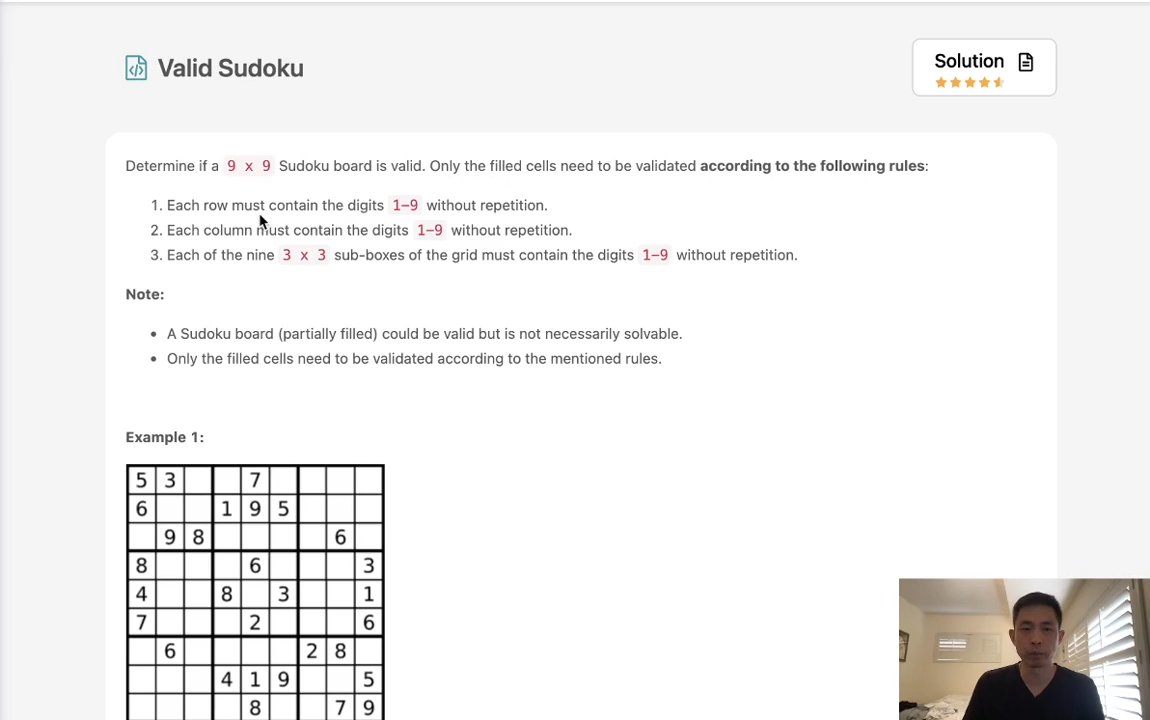 Valid Sudoku
Solution
Determine if a 9 x 9 Sudoku board is valid. Only the filled cells need to be validated according to the following rules:
1. Each row must contain the digits 1-9 without repetition.
2. Each column must contain the digits 1-9 without repetition.
3. Each of the nine 3 x 3 sub-boxes of the grid must contain the digits 1-9 without repetition.
Note:
• A Sudoku board (partially filled) could be valid but is not necessarily solvable.
• Only the filled cells need to be validated according to the mentioned rules.
Example 1:
5 3 7
6 1 9 5
9 8 6
8 6 3
4 8 3 1
7 2 6
6 2 8
4 1 9 5
8 7 9